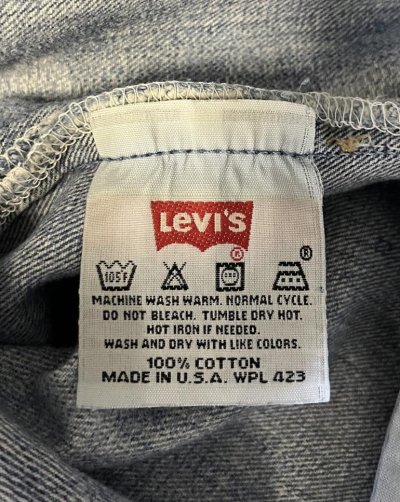 Levi's
®
105F ®
MACHINE WASH WARM. NORMAL CYCLE.
DO NOT BLEACH. TUMBLE DRY HOT.
HOT IRON IF NEEDED.
WASH AND DRY WITH LIKE COLORS.
100% COTTON
MADE IN U.S.A. WPL 423